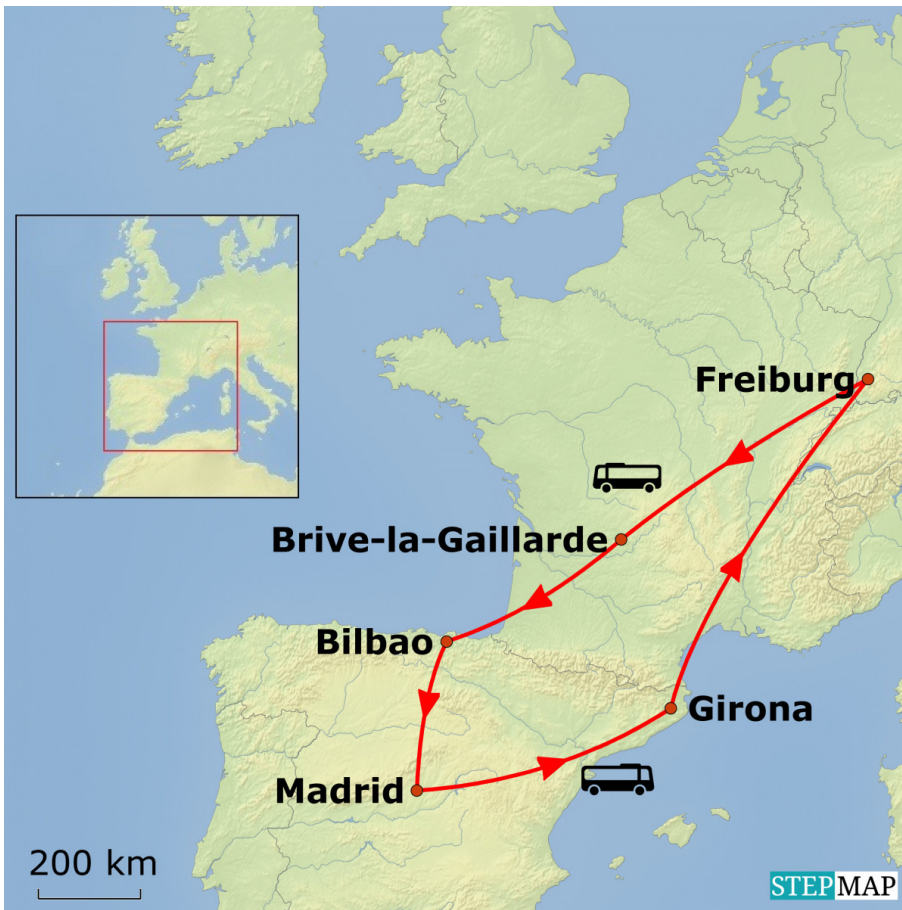 Freiburg
Brive-la-Gaillarde
Bilbao
Girona
Madrid
200 km
STEPMAP